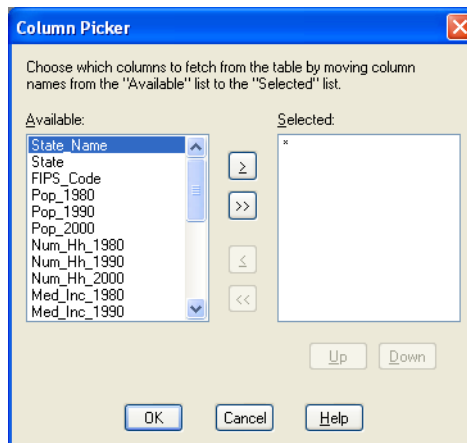 Column Picker
Choose which columns to fetch from the table by moving column
names from the "Available" list to the "Selected" list.
Available:
Selected:
State_Name
State
FIPS_Code
Pop_1980
Pop_1990
Pop_2000
Num_Hh_1980
Num_Hh_1990
Num_Hh_2000
Med_Inc_1980
Med_Inc_1990
>
>>
<
<<
*
Up
Down
OK
Cancel
Help